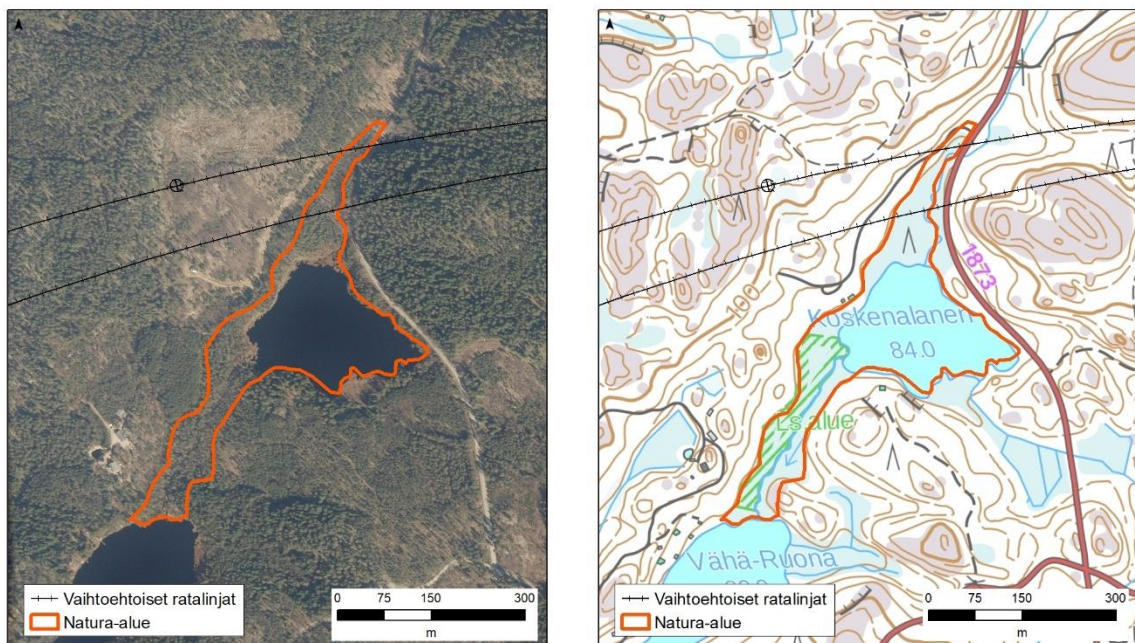 Vaihtoehtoiset ratalinjat
Natura-alue
0 75 150 300
m
1873
100
Koskenalanen
84.0
Es alue
Vähä-Ruona
Vaihtoehtoiset ratalinjat
Natura-alue
0 75 150 300
m